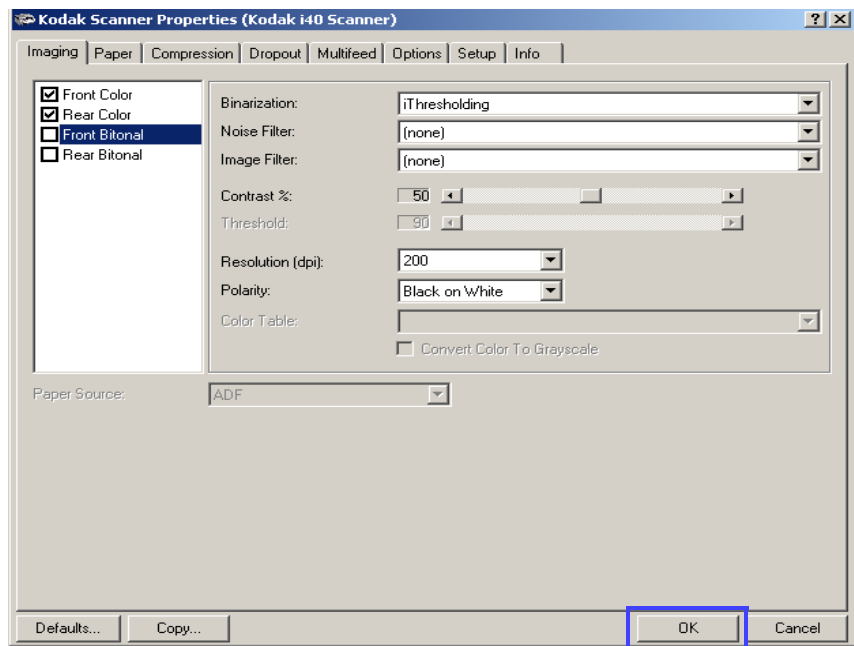 Kodak Scanner Properties (Kodak i40 Scanner)
Imaging Paper Compression Dropout Multifeed Options Setup Info
Front Color
Rear Color
Front Bitonal
Rear Bitonal
Binarization: iThresholding
Noise Filter: (none)
Image Filter: (none)
Contrast %: 50
Threshold: 90
Resolution (dpi): 200
Polarity: Black on White
Color Table:
Convert Color To Grayscale
Paper Source: ADF
Defaults... Copy... OK Cancel